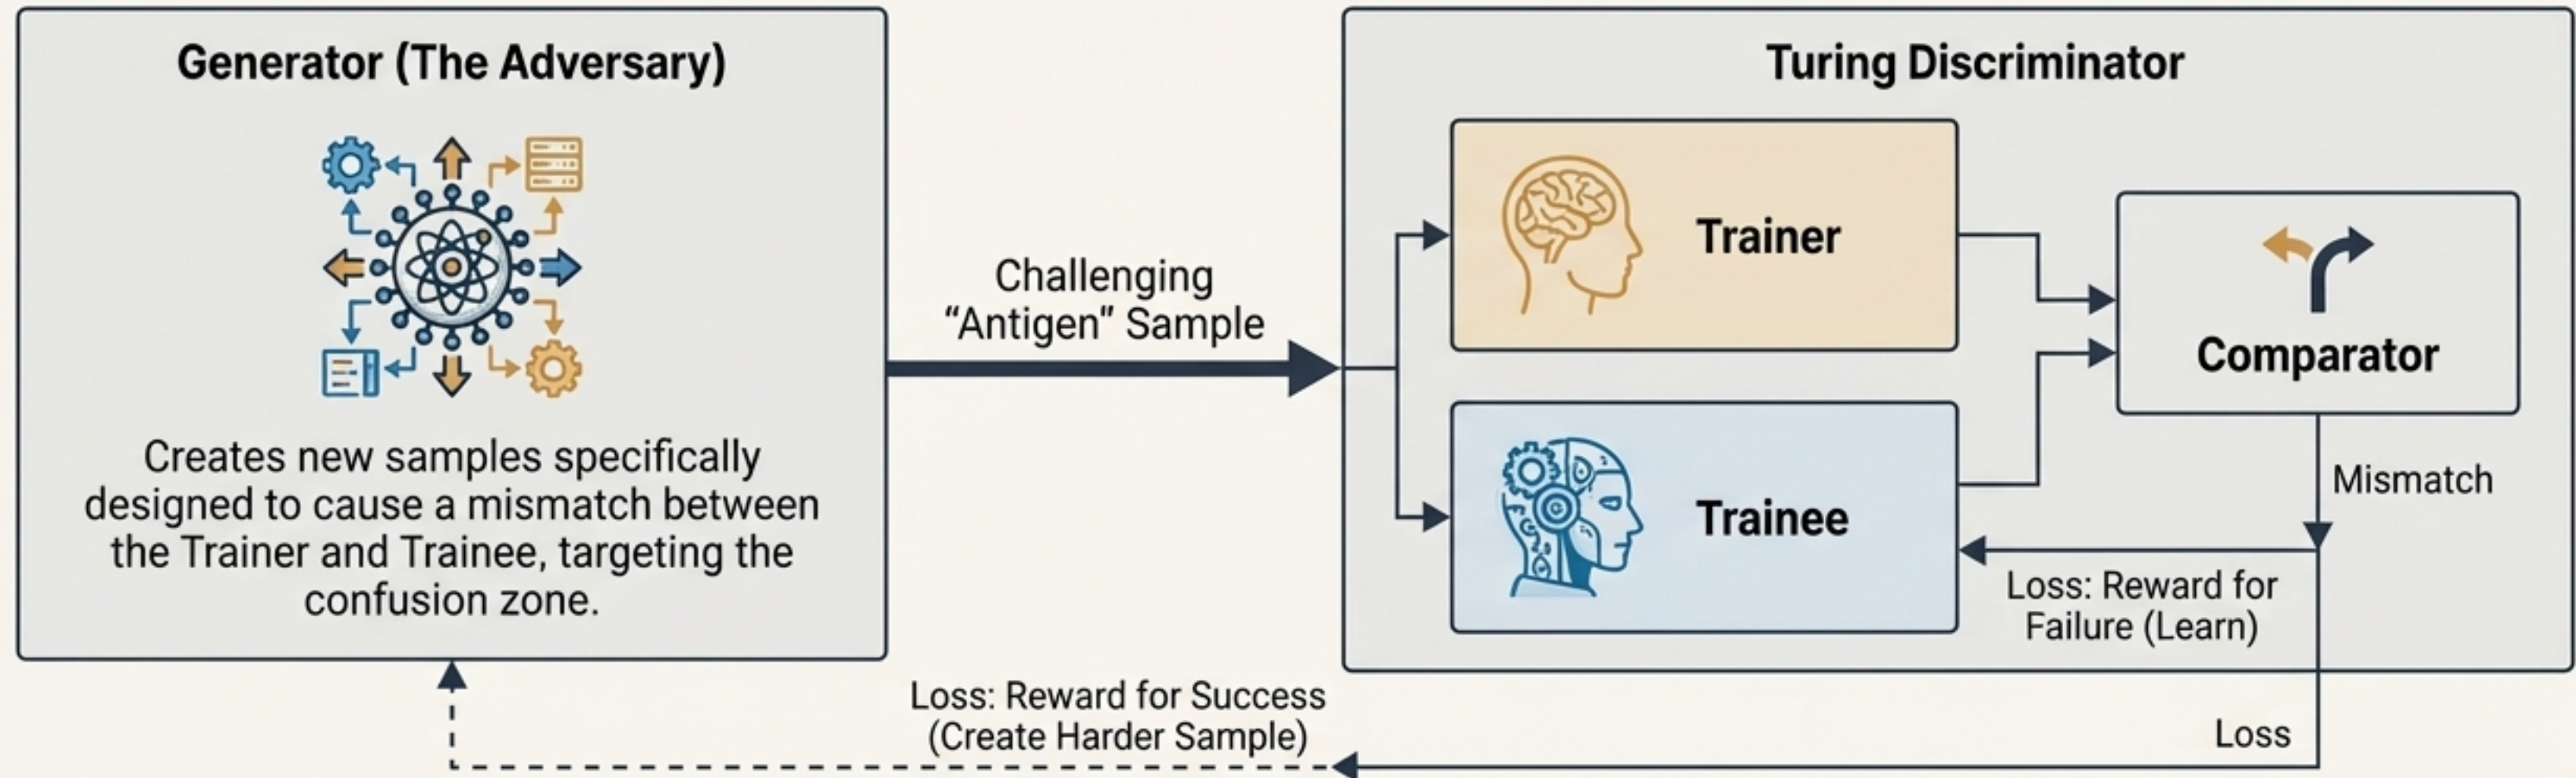 Generator (The Adversary)
Creates new samples specifically
designed to cause a mismatch between
the Trainer and Trainee, targeting the
confusion zone.
Challenging
“Antigen” Sample
Turing Discriminator
Trainer
Trainee
Comparator
Mismatch
Loss: Reward for
Failure (Learn)
Loss
Loss: Reward for Success
(Create Harder Sample)